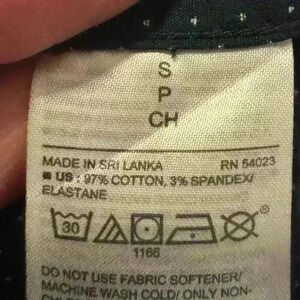 S
P
CH
MADE IN SRI LANKA RN 54023
■ US : 97% COTTON, 3% SPANDEX/
ELASTANE
30
1166
DO NOT USE FABRIC SOFTENER/
MACHINE WASH COLD/ ONLY NON-